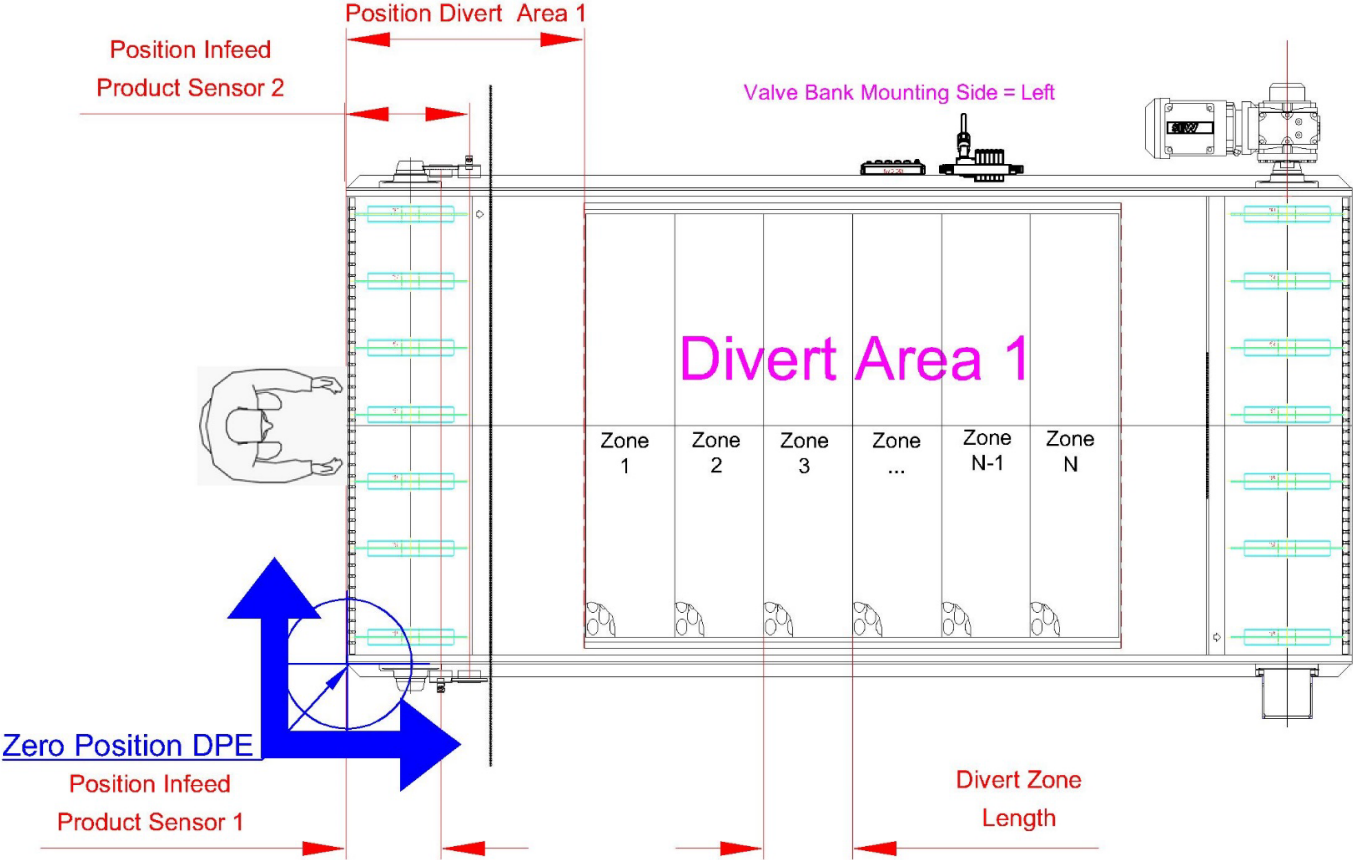 Position Divert Area 1
Position Infeed
Product Sensor 2
Valve Bank Mounting Side = Left
SEW
Divert Area 1
Zone
1
Zone
2
Zone
3
Zone
...
Zone
N-1
Zone
N
Zero Position DPE
Position Infeed
Product Sensor 1
Divert Zone
Length